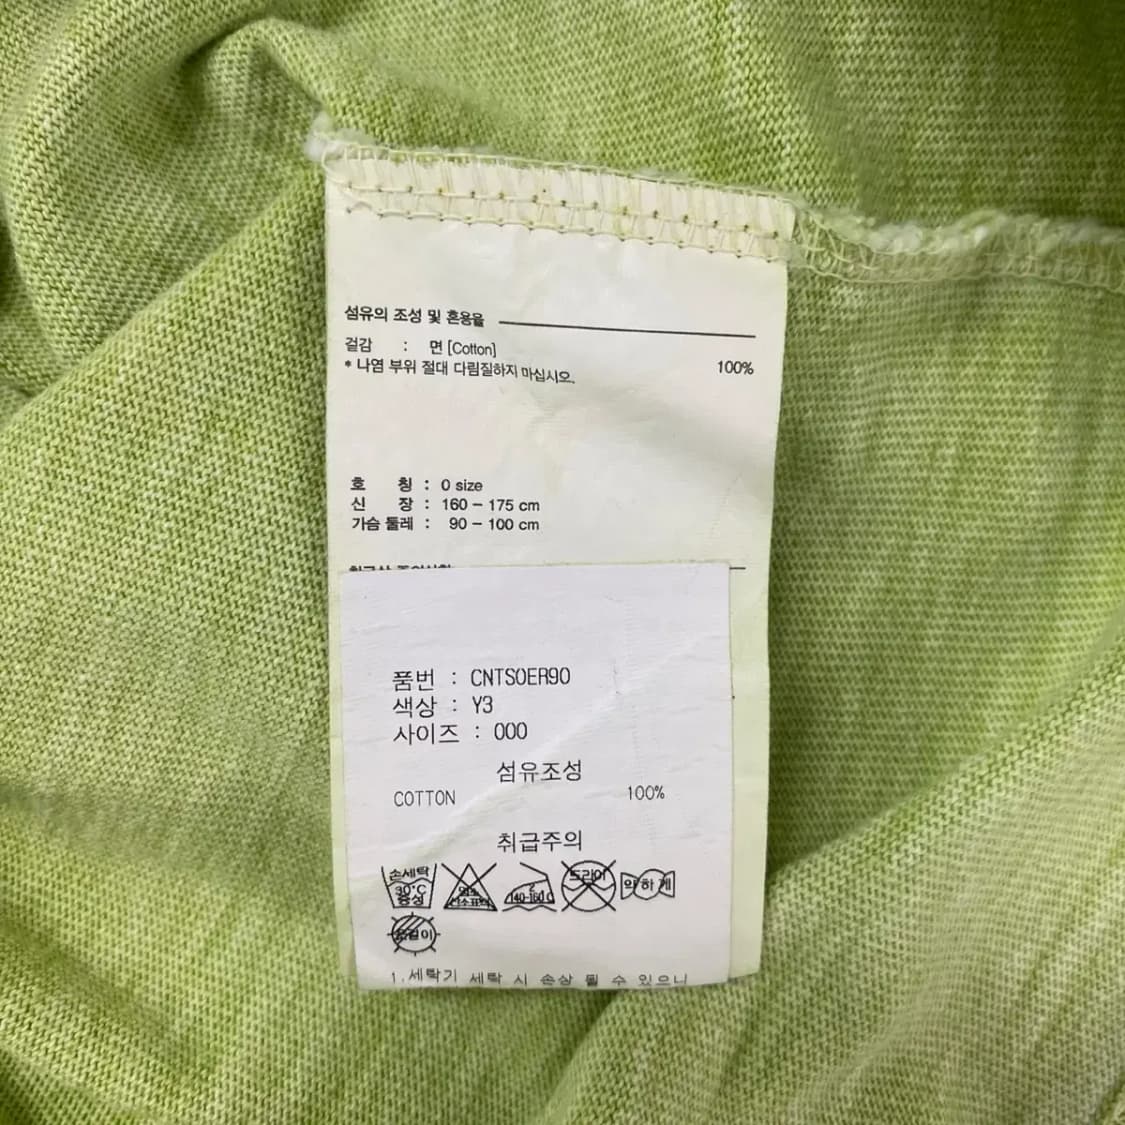 섬유의 조성 및 혼용율
겉감 : 면 [Cotton] 100%
* 나염 부위 절대 다림질하지 마십시오.
호 칭 : 0 size
신 장 : 160 - 175 cm
가슴 둘레 : 90 - 100 cm
품번 : CNTS0ER90
색상 : Y3
사이즈 : 000
섬유조성
COTTON 100%
취급주의
손세탁 30°C 중성
140-160°C
드라이
약하게
옷걸이
1.세탁기 세탁 시 손상 될 수 있으니